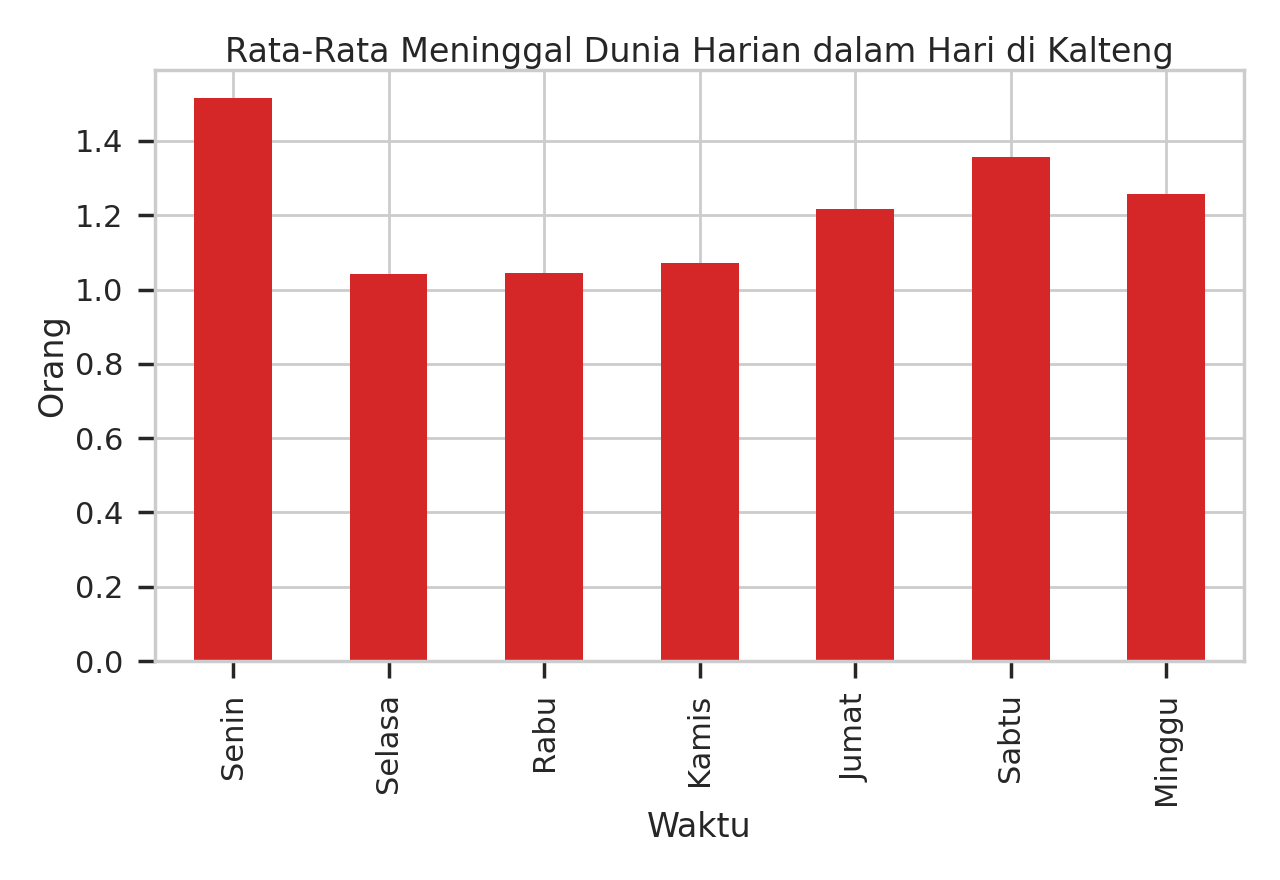 Rata-Rata Meninggal Dunia Harian dalam Hari di Kalteng
1.4
1.2
1.0
0.8
0.6
0.4
0.2
0.0
Orang
Senin
Selasa
Rabu
Kamis
Jumat
Sabtu
Minggu
Waktu